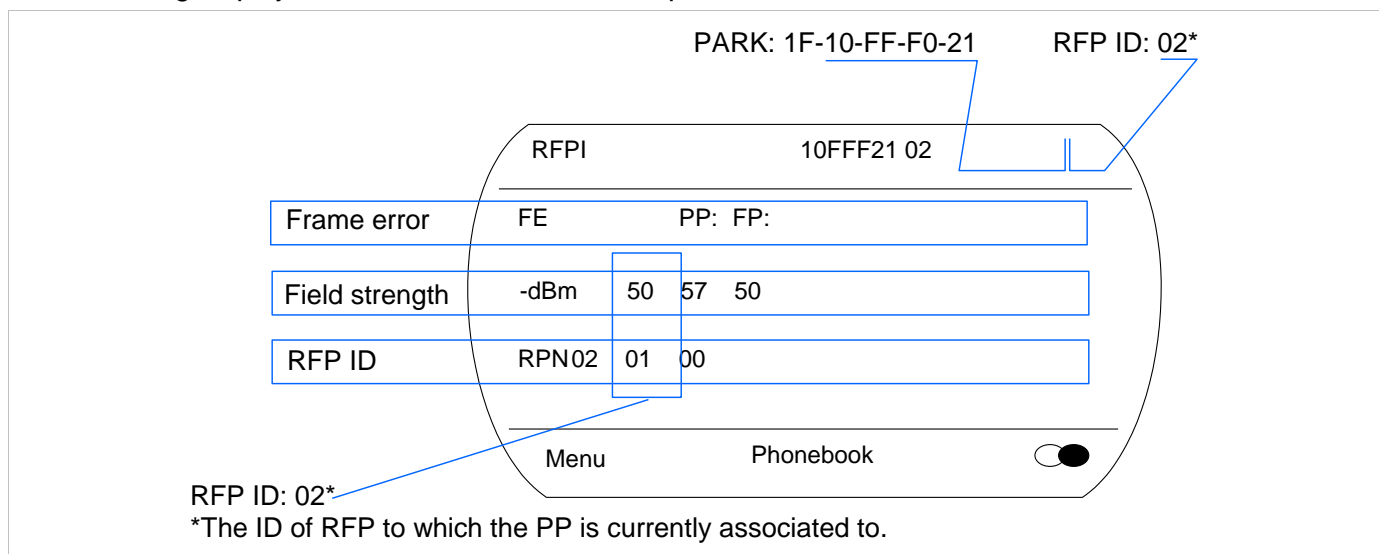 PARK: 1F-10-FF-F0-21 RFP ID: 02*
RFPI 10FFF21 02
Frame error FE PP: FP:
Field strength -dBm 50 57 50
RFP ID RPN02 01 00
Menu Phonebook
RFP ID: 02*
*The ID of RFP to which the PP is currently associated to.